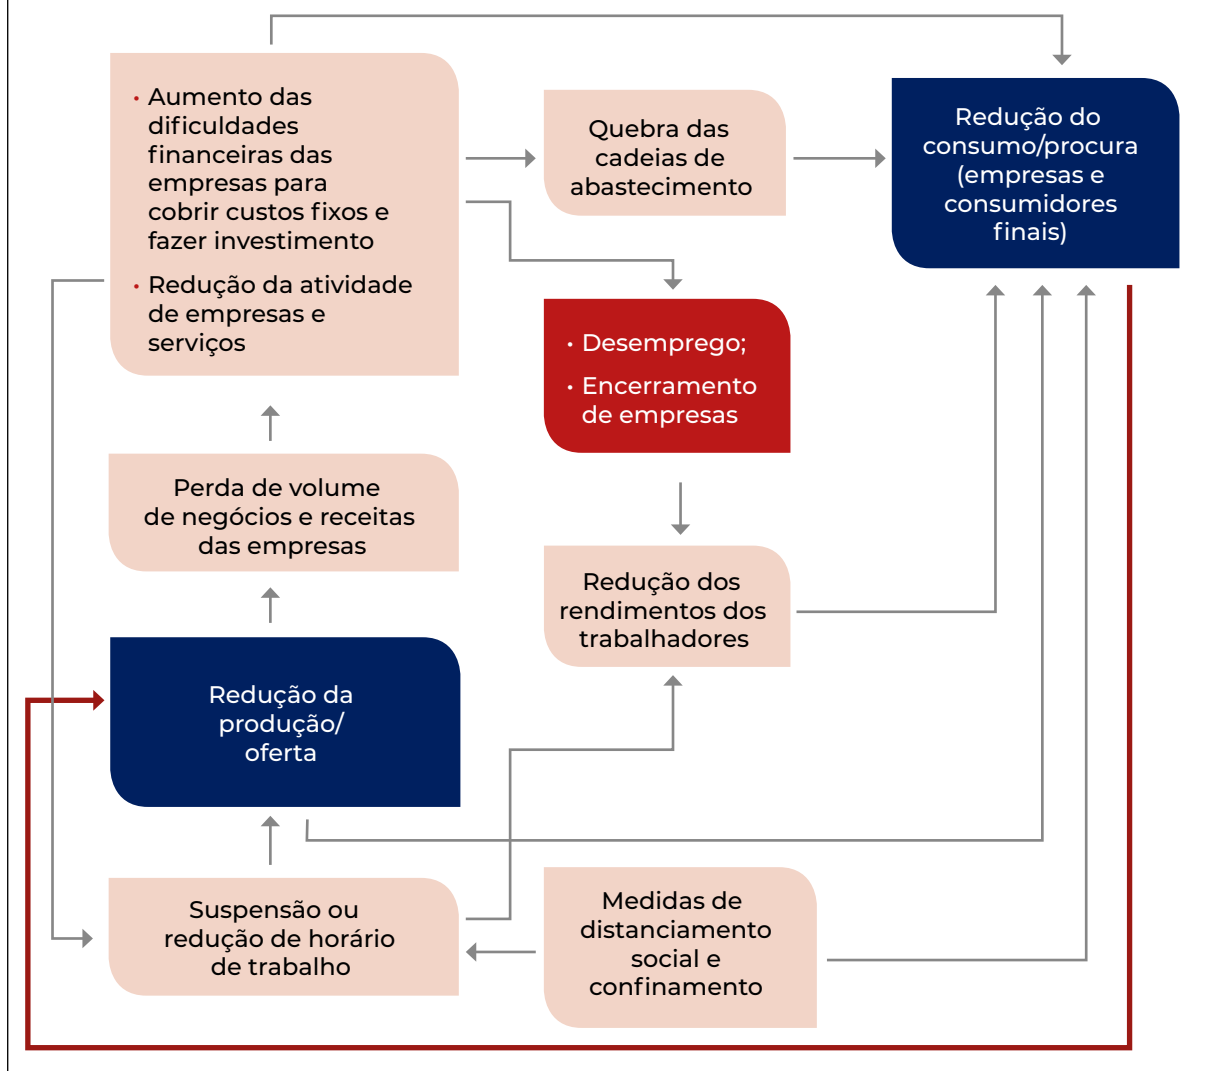 • Aumento das
dificuldades
financeiras das
empresas para
cobrir custos fixos e
fazer investimento
• Redução da atividade
de empresas e
serviços
Quebra das
cadeias de
abastecimento
Redução do
consumo/procura
(empresas e
consumidores
finais)
• Desemprego;
• Encerramento
de empresas
Perda de volume
de negócios e receitas
das empresas
Redução dos
rendimentos dos
trabalhadores
Redução da
produção/
oferta
Suspensão ou
redução de horário
de trabalho
Medidas de
distanciamento
social e
confinamento